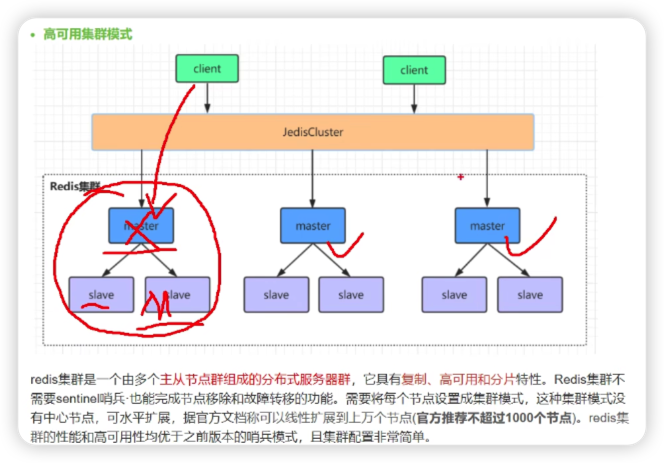 • 高可用集群模式
client client
JedisCluster
Redis集群
master master master
slave slave slave slave slave slave
M
redis集群是一个由多个主从节点群组成的分布式服务器群，它具有复制、高可用和分片特性。Redis集群不
需要sentinel哨兵·也能完成节点移除和故障转移的功能。需要将每个节点设置成集群模式，这种集群模式没
有中心节点，可水平扩展，据官方文档称可以线性扩展到上万个节点(官方推荐不超过1000个节点)。redis集
群的性能和高可用性均优于之前版本的哨兵模式，且集群配置非常简单。